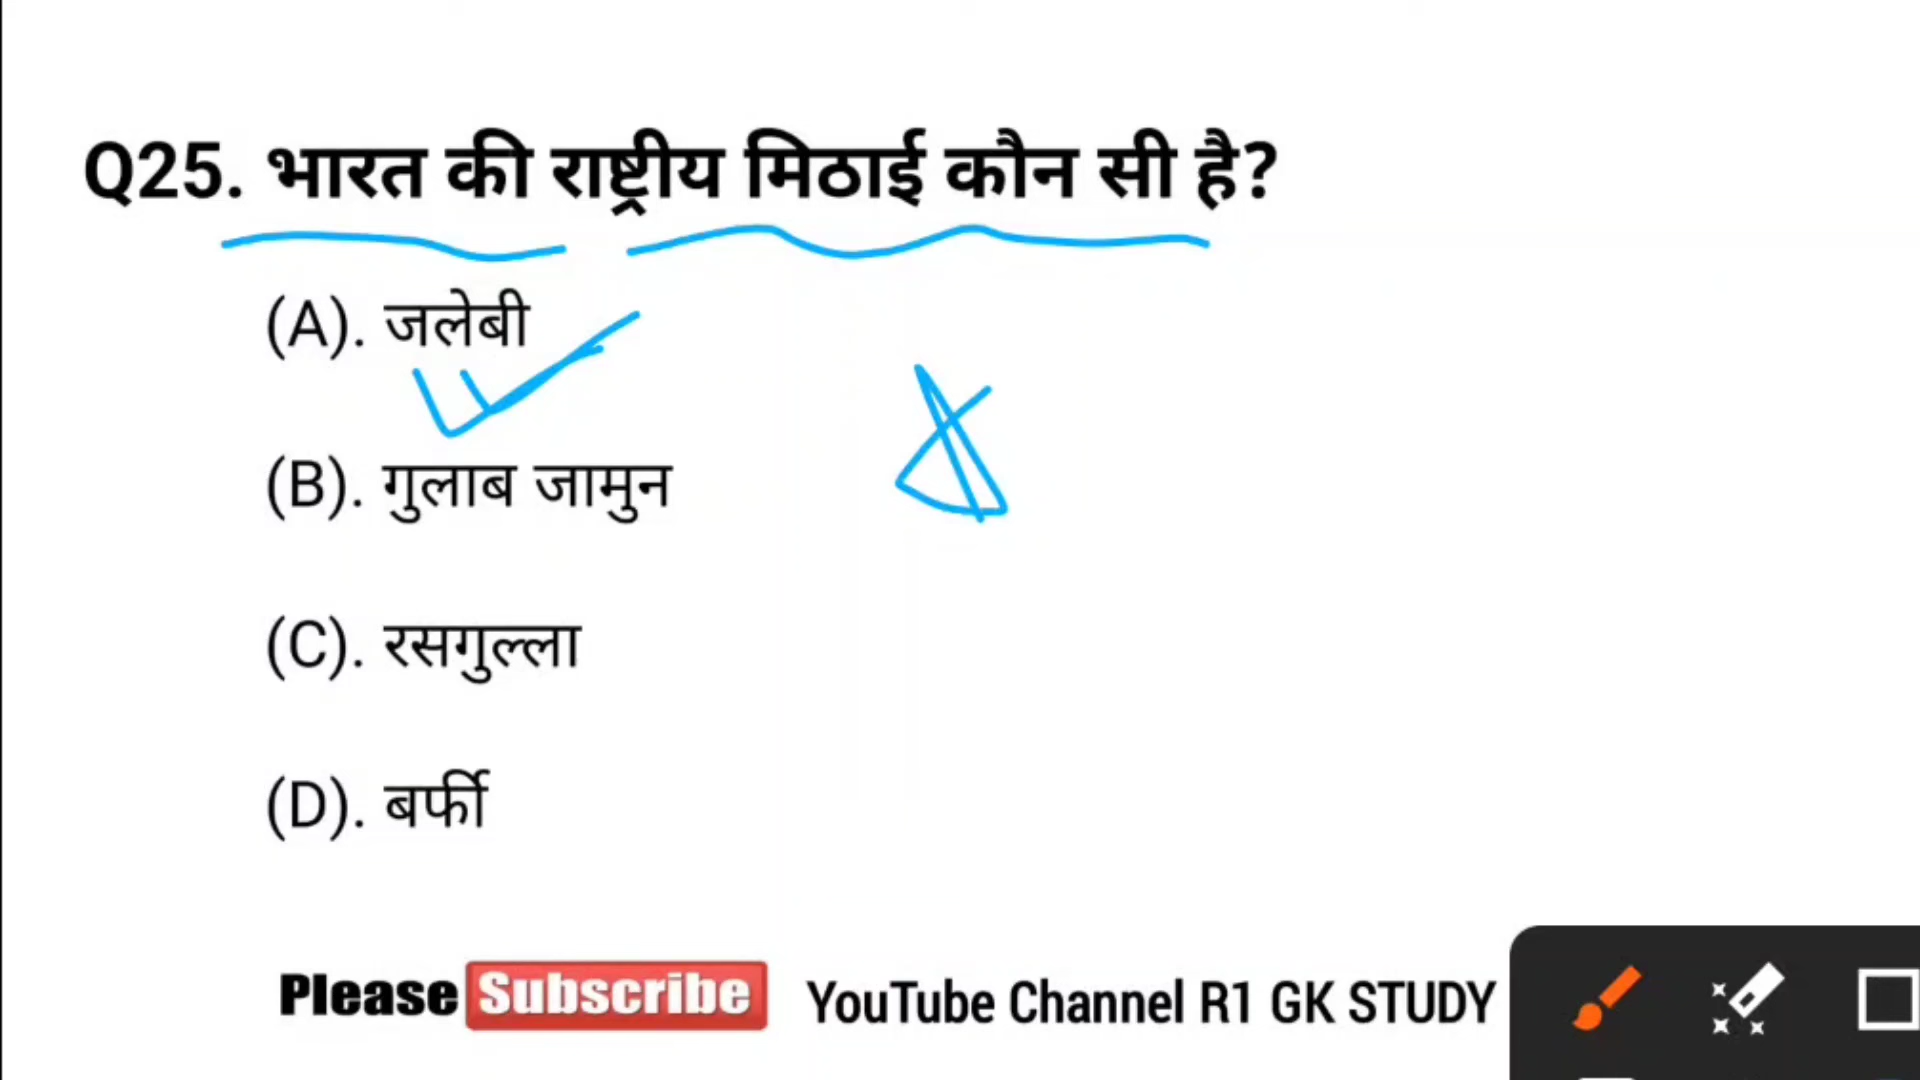 Q25. भारत की राष्ट्रीय मिठाई कौन सी है?
(A). जलेबी
(B). गुलाब जामुन
(C). रसगुल्ला
(D). बर्फी
Please Subscribe YouTube Channel R1 GK STUDY